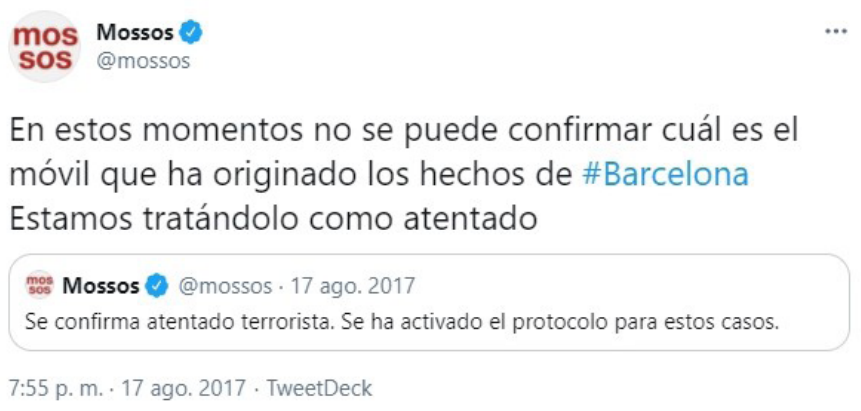 mos
sos
Mossos
@mossos
En estos momentos no se puede confirmar cuál es el
móvil que ha originado los hechos de #Barcelona
Estamos tratándolo como atentado
mos
sos
Mossos @mossos · 17 ago. 2017
Se confirma atentado terrorista. Se ha activado el protocolo para estos casos.
7:55 p. m. · 17 ago. 2017 · TweetDeck